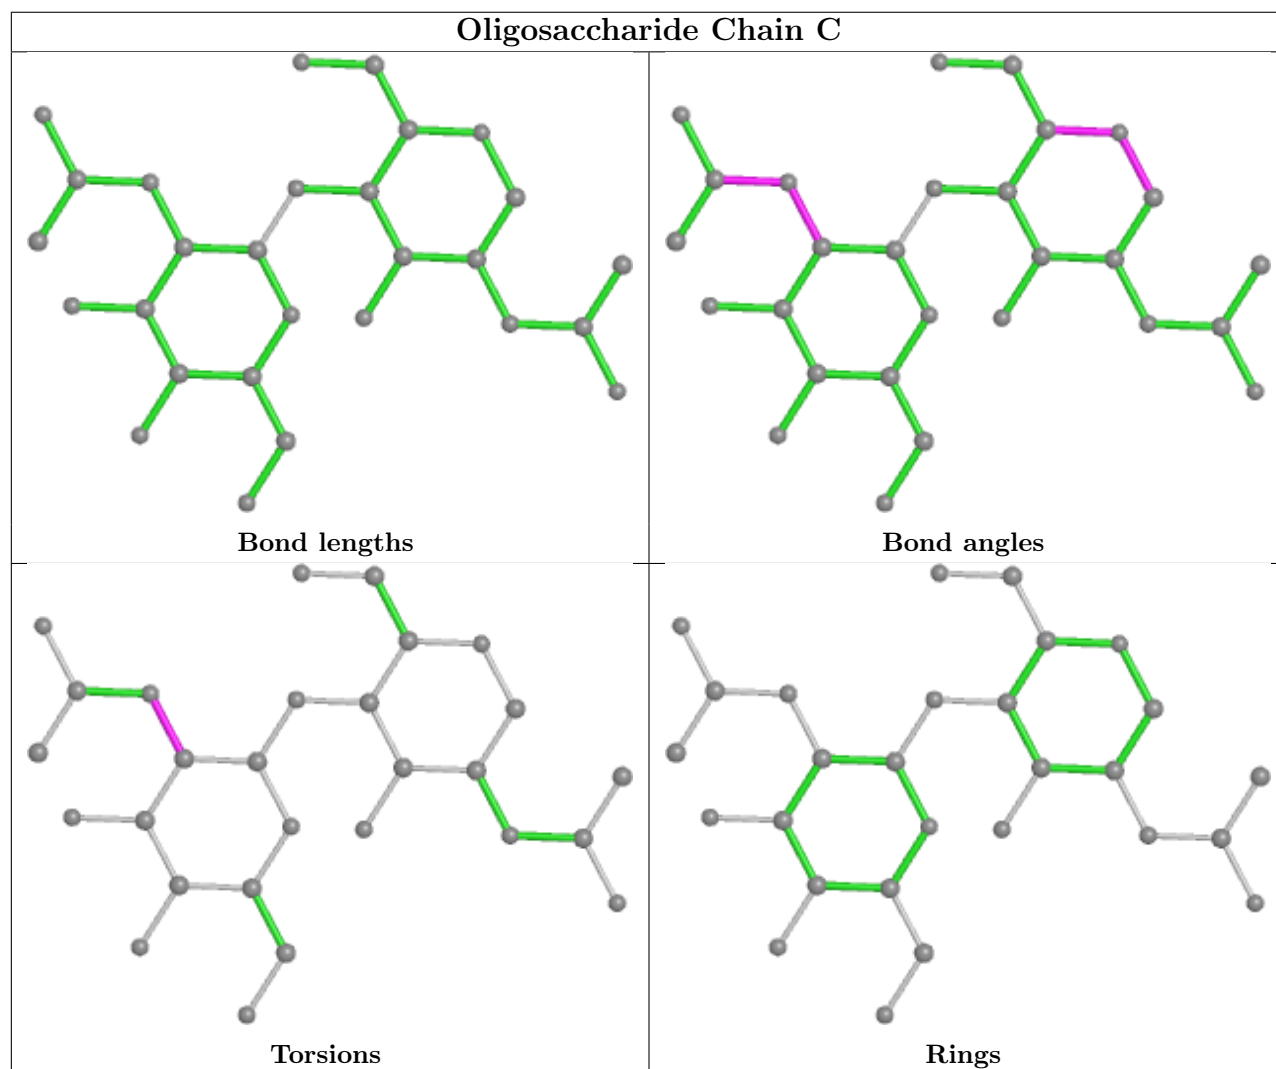 Oligosaccharide Chain C
Bond lengths
Bond angles
Torsions
Rings